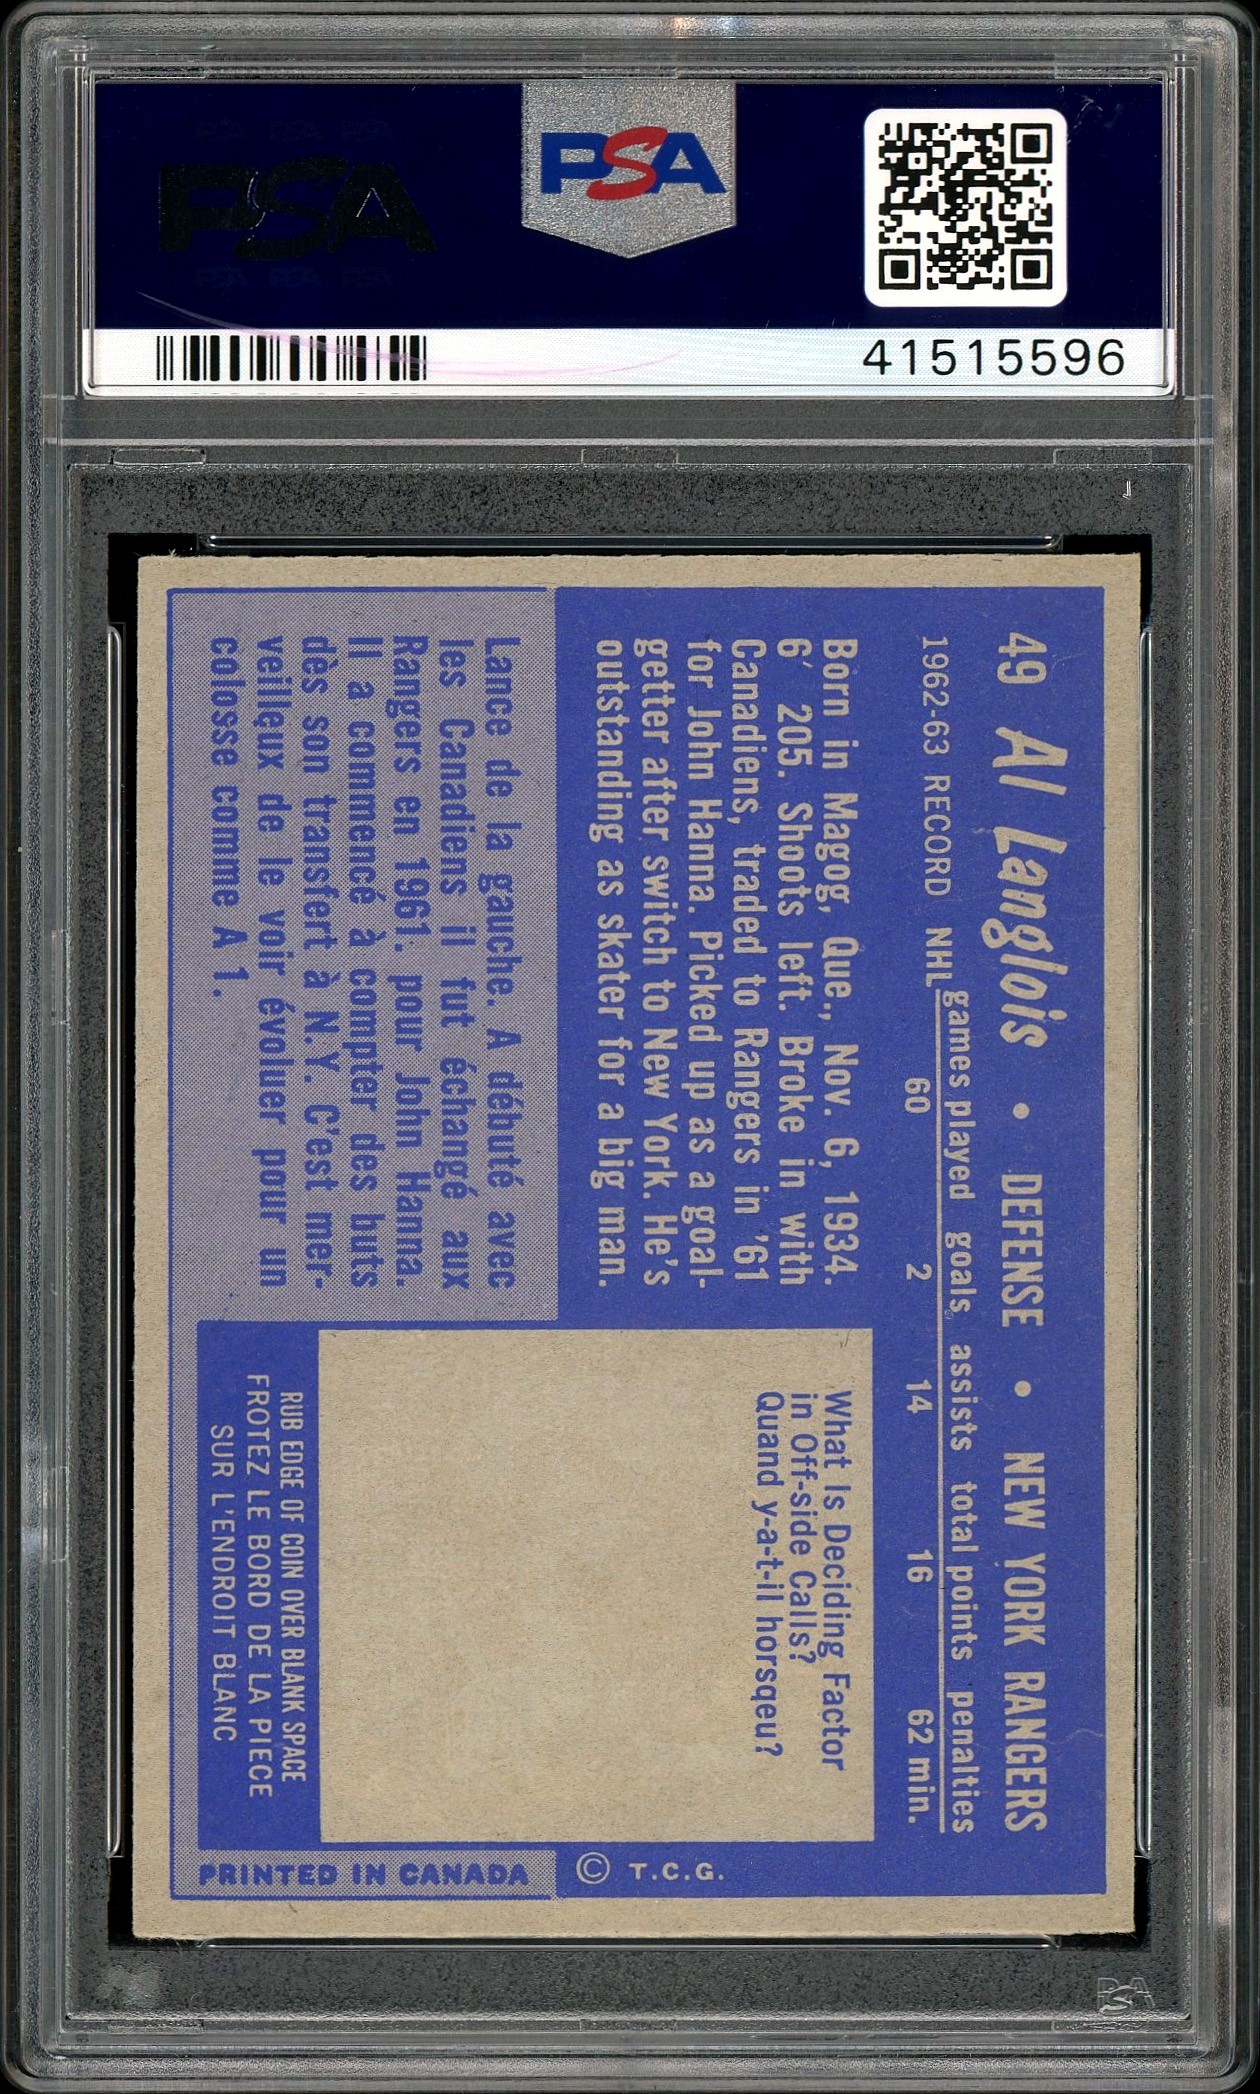 PSA
PSA
41515596
49 Al Langlois • DEFENSE • NEW YORK RANGERS
games played goals assists total points penalties
1962-63 RECORD NHL 60 2 14 16 62 min.
Born in Magog, Que., Nov. 6, 1934.
6' 205. Shoots left. Broke in with
Canadiens, traded to Rangers in '61
for John Hanna. Picked up as a goal-
getter after switch to New York. He's
outstanding as skater for a big man.
Lance de la gauche. A débuté avec
les Canadiens il fut échangé aux
Rangers en 1961. pour John Hanna.
Il a commencé à compter des buts
dès son transfert à N.Y. C'est mer-
veilleux de le voir évoluer pour un
colosse comme A 1.
What Is Deciding Factor
in Off-side Calls?
Quand y-a-t-il horsqeu?
RUB EDGE OF COIN OVER BLANK SPACE
FROTEZ LE BORD DE LA PIECE
SUR L'ENDROIT BLANC
© T.C.G.
PRINTED IN CANADA
PSA